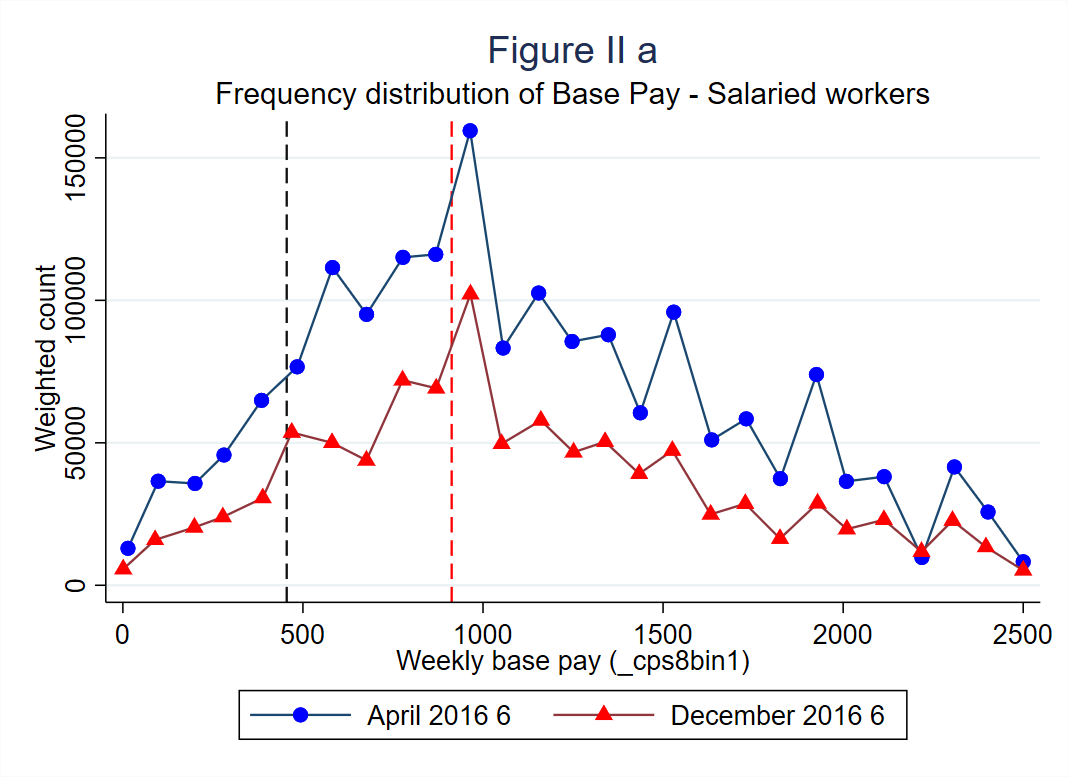 Figure II a
Frequency distribution of Base Pay - Salaried workers
Weighted count
150000
100000
50000
0
0 500 1000 1500 2000 2500
Weekly base pay (_cps8bin1)
April 2016 6 December 2016 6